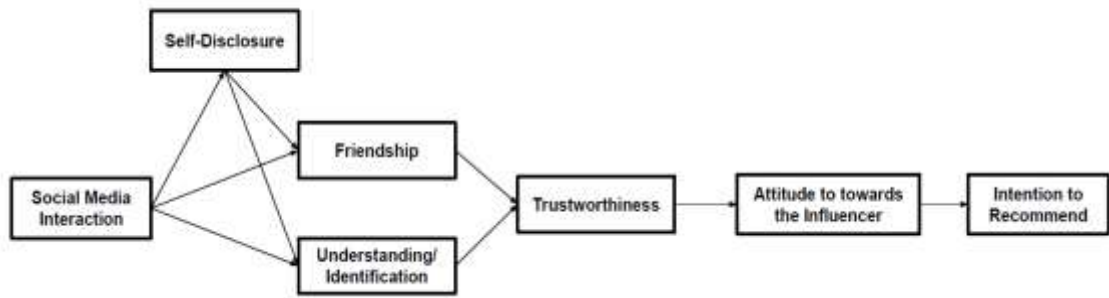 Self-Disclosure
Friendship
Social Media
Interaction
Trustworthiness
Attitude to towards
the Influencer
Intention to
Recommend
Understanding/
Identification